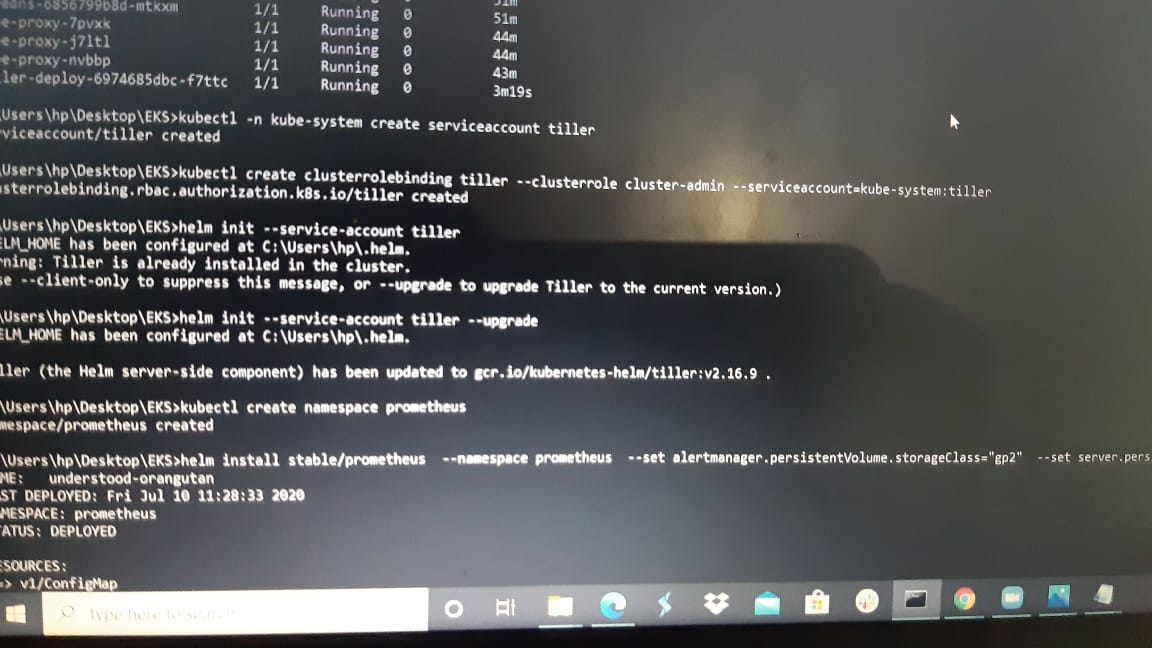 edns-6856799b8d-mtkxm 1/1 Running 0 51m
e-proxy-7pvxk 1/1 Running 0 51m
e-proxy-j7ltl 1/1 Running 0 44m
e-proxy-nvbbp 1/1 Running 0 44m
ler-deploy-6974685dbc-f7ttc 1/1 Running 0 43m
3m19s
\Users\hp\Desktop\EKS>kubectl -n kube-system create serviceaccount tiller
rviceaccount/tiller created
\Users\hp\Desktop\EKS>kubectl create clusterrolebinding tiller --clusterrole cluster-admin --serviceaccount=kube-system:tiller
usterrolebinding.rbac.authorization.k8s.io/tiller created
\Users\hp\Desktop\EKS>helm init --service-account tiller
ELM_HOME has been configured at C:\Users\hp\.helm.
rning: Tiller is already installed in the cluster.
se --client-only to suppress this message, or --upgrade to upgrade Tiller to the current version.)
\Users\hp\Desktop\EKS>helm init --service-account tiller --upgrade
ELM_HOME has been configured at C:\Users\hp\.helm.
ller (the Helm server-side component) has been updated to gcr.io/kubernetes-helm/tiller:v2.16.9 .
\Users\hp\Desktop\EKS>kubectl create namespace prometheus
mespace/prometheus created
\Users\hp\Desktop\EKS>helm install stable/prometheus --namespace prometheus --set alertmanager.persistentVolume.storageClass="gp2" --set server.pers
ME: understood-orangutan
ST DEPLOYED: Fri Jul 10 11:28:33 2020
MESPACE: prometheus
ATUS: DEPLOYED
ESOURCES:
=> v1/ConfigMap
Type here to search